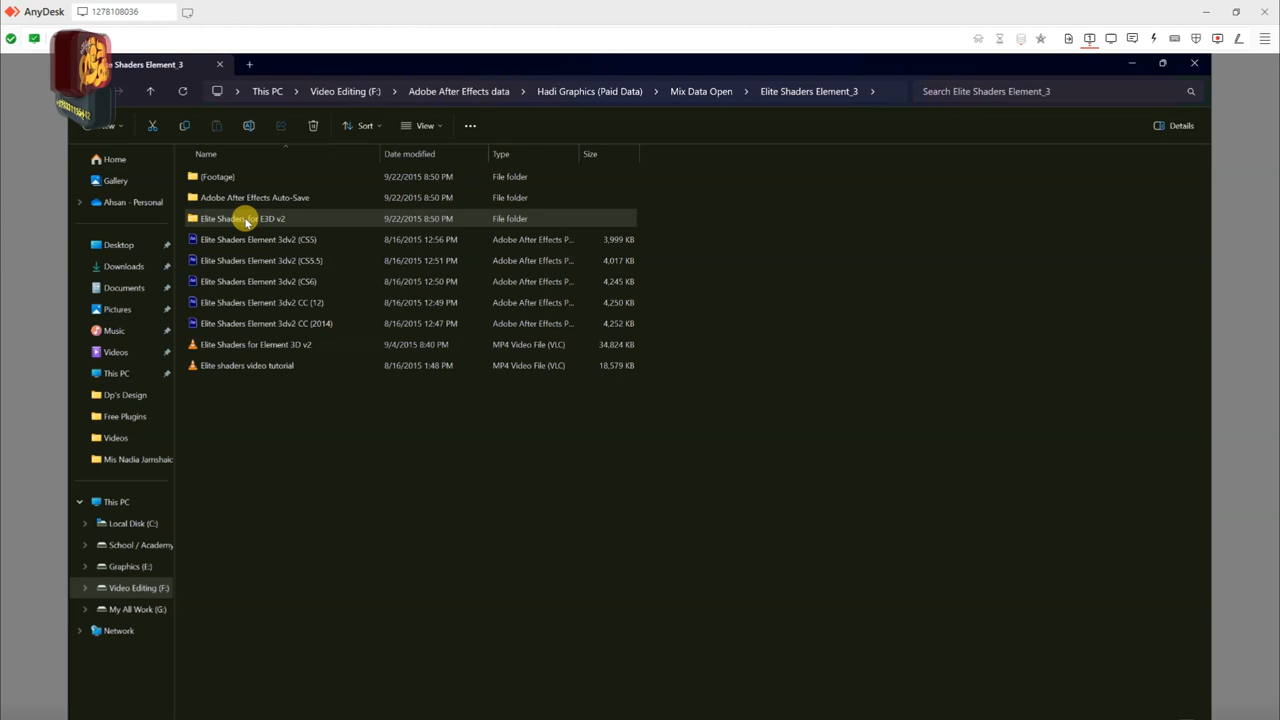 AnyDesk
1278108036
Elite Shaders Element_3
This PC > Video Editing (F:) > Adobe After Effects data > Hadi Graphics (Paid Data) > Mix Data Open > Elite Shaders Element_3 >
Search Elite Shaders Element_3
Sort
View
Details
Name
Date modified
Type
Size
Home
Gallery
Ahsan - Personal
Desktop
Downloads
Documents
Pictures
Music
Videos
This PC
Dp's Design
Free Plugins
Videos
Mis Nadia Jamshaid
This PC
Local Disk (C:)
School / Academy
Graphics (E:)
Video Editing (F:)
My All Work (G:)
Network
(Footage) 9/22/2015 8:50 PM File folder
Adobe After Effects Auto-Save 9/22/2015 8:50 PM File folder
Elite Shaders for E3D v2 9/22/2015 8:50 PM File folder
Elite Shaders Element 3dv2 (CS5) 8/16/2015 12:56 PM Adobe After Effects P... 3,999 KB
Elite Shaders Element 3dv2 (CS5.5) 8/16/2015 12:51 PM Adobe After Effects P... 4,017 KB
Elite Shaders Element 3dv2 (CS6) 8/16/2015 12:50 PM Adobe After Effects P... 4,245 KB
Elite Shaders Element 3dv2 CC (12) 8/16/2015 12:49 PM Adobe After Effects P... 4,250 KB
Elite Shaders Element 3dv2 CC (2014) 8/16/2015 12:47 PM Adobe After Effects P... 4,252 KB
Elite Shaders for Element 3D v2 9/4/2015 8:40 PM MP4 Video File (VLC) 34,824 KB
Elite shaders video tutorial 8/16/2015 1:48 PM MP4 Video File (VLC) 18,579 KB